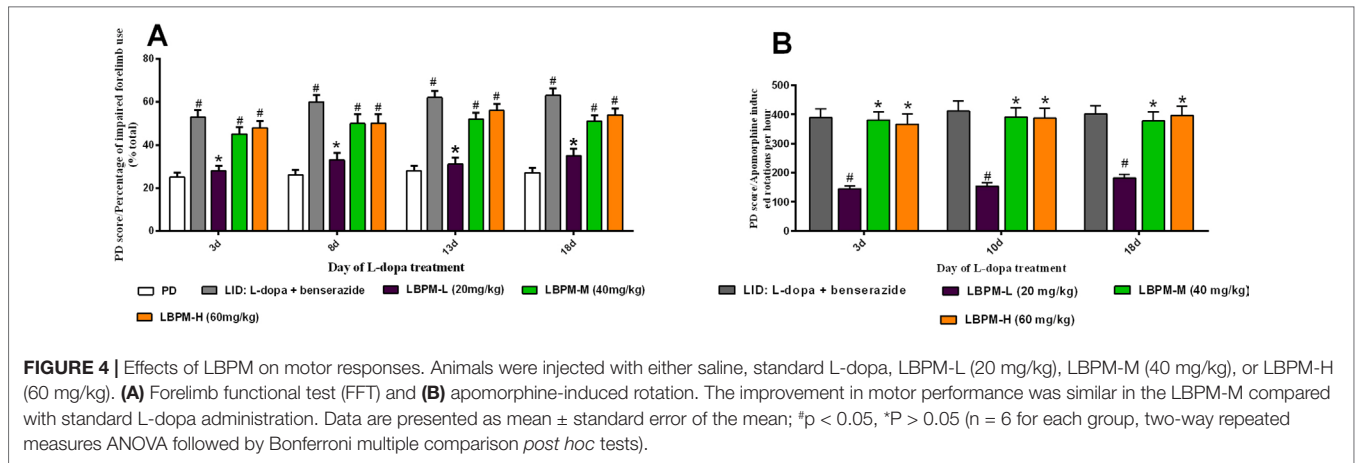 A
PD score/Percentage of impaired forelimb use
(% total)
80
60
40
20
0
#
#
*
#
#
#
*
#
#
#
*
#
#
#
*
#
#
3d
8d
13d
18d
Day of L-dopa treatment
PD
LID: L-dopa + benserazide
LBPM-L (20mg/kg)
LBPM-M (40mg/kg)
LBPM-H (60mg/kg)
B
PD score/Apomorphine induc
ed rotations per hour
500
400
300
200
100
0
#
*
*
#
*
*
#
*
*
3d
10d
18d
Day of L-dopa treatment
LID: L-dopa + benserazide
LBPM-L (20 mg/kg)
LBPM-M (40 mg/kg)
LBPM-H (60 mg/kg)
FIGURE 4 | Effects of LBPM on motor responses. Animals were injected with either saline, standard L-dopa, LBPM-L (20 mg/kg), LBPM-M (40 mg/kg), or LBPM-H
(60 mg/kg). (A) Forelimb functional test (FFT) and (B) apomorphine-induced rotation. The improvement in motor performance was similar in the LBPM-M compared
with standard L-dopa administration. Data are presented as mean ± standard error of the mean; #p < 0.05, *P > 0.05 (n = 6 for each group, two-way repeated
measures ANOVA followed by Bonferroni multiple comparison post hoc tests).